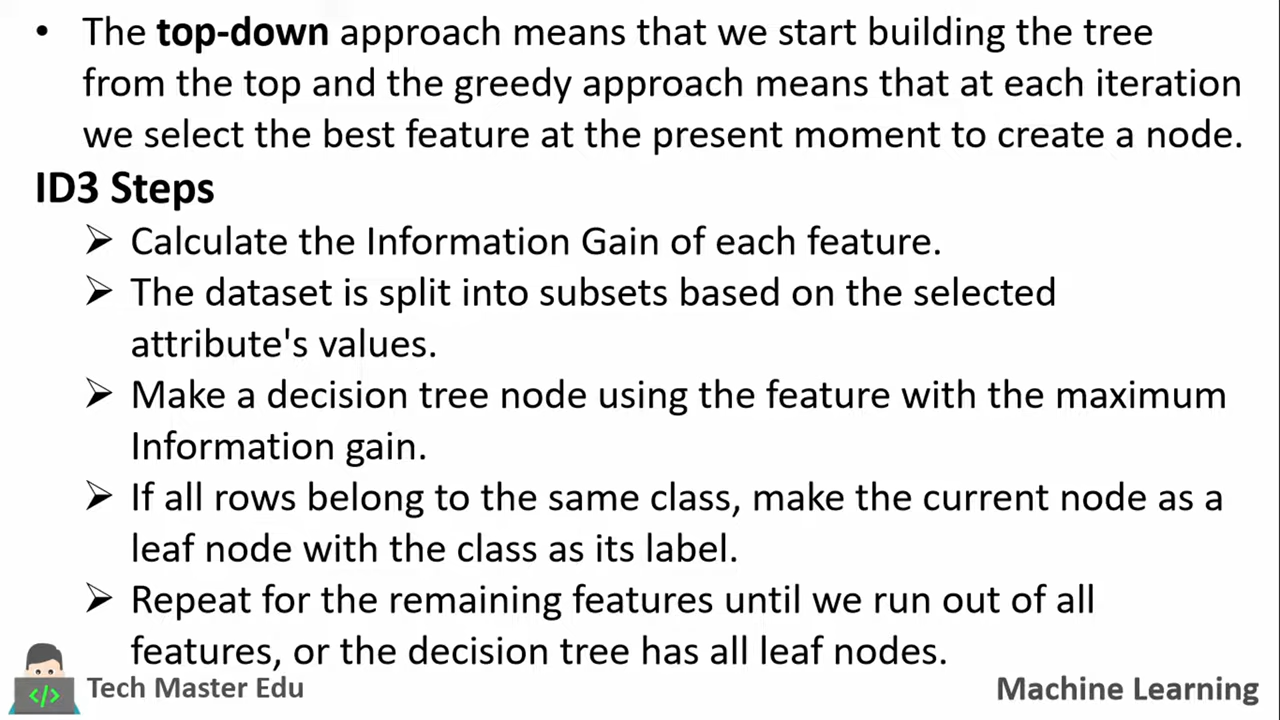 • The top-down approach means that we start building the tree
from the top and the greedy approach means that at each iteration
we select the best feature at the present moment to create a node.
ID3 Steps
➢ Calculate the Information Gain of each feature.
➢ The dataset is split into subsets based on the selected
attribute's values.
➢ Make a decision tree node using the feature with the maximum
Information gain.
➢ If all rows belong to the same class, make the current node as a
leaf node with the class as its label.
➢ Repeat for the remaining features until we run out of all
features, or the decision tree has all leaf nodes.
</>
Tech Master Edu
Machine Learning